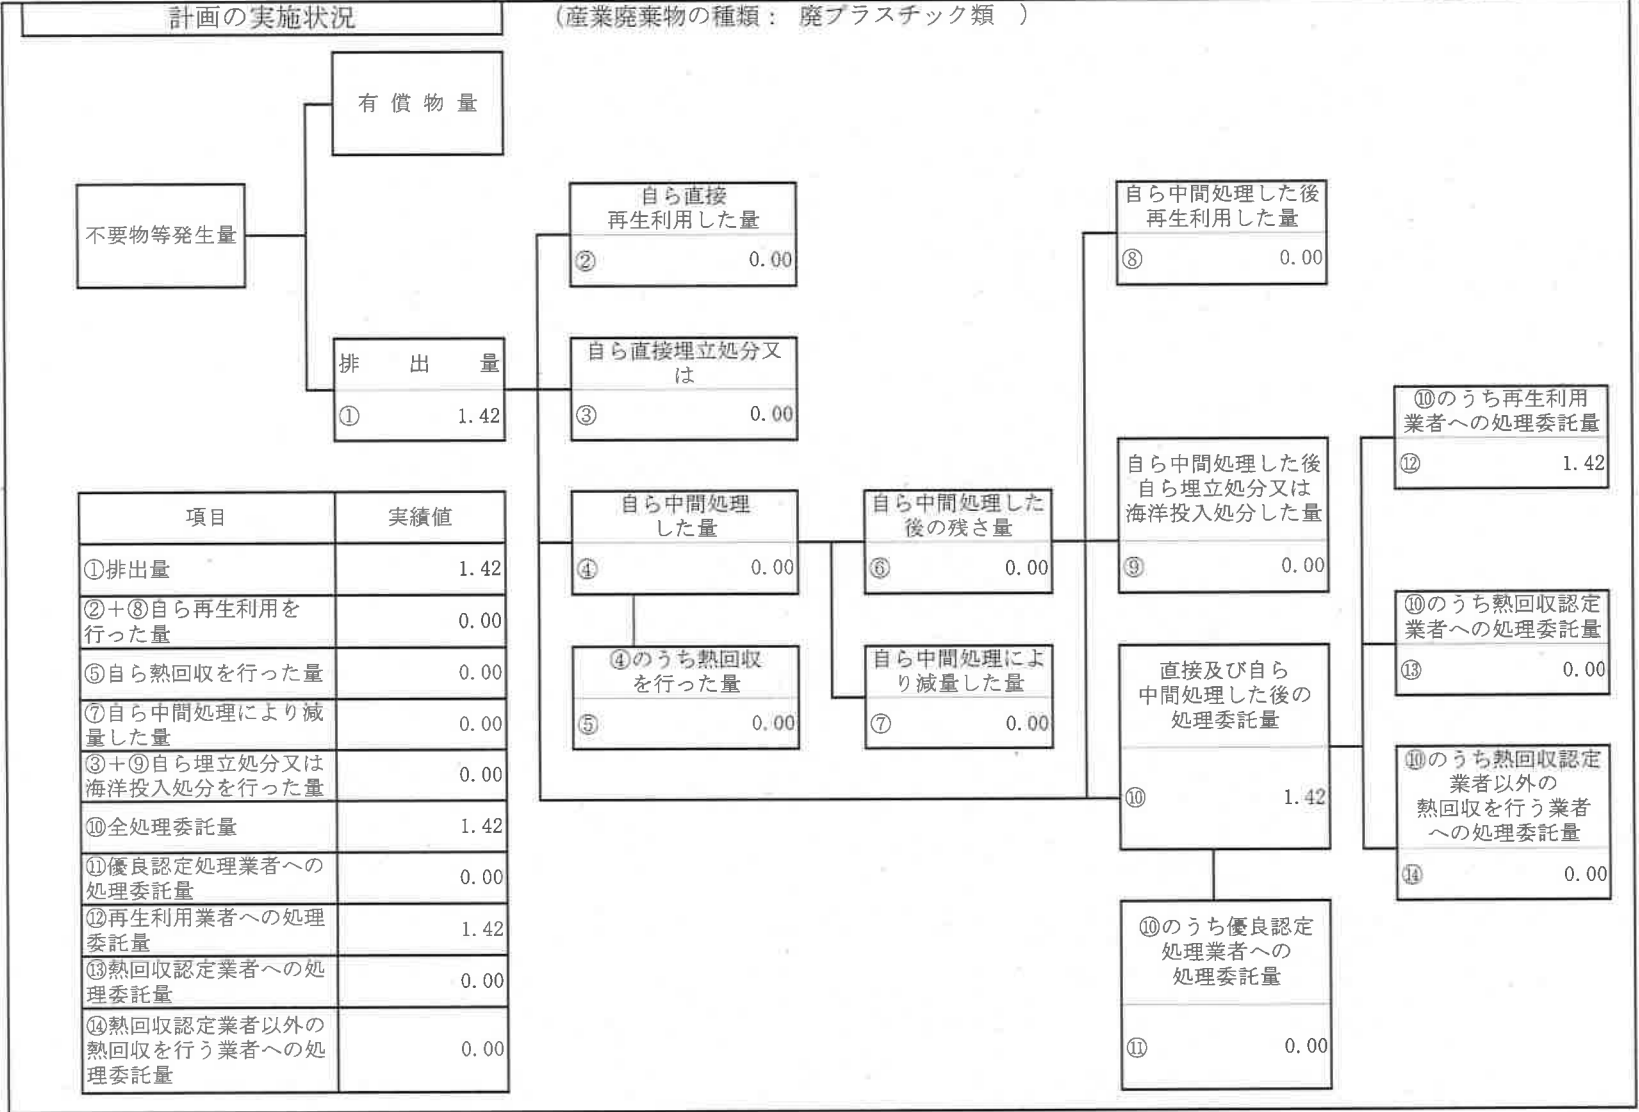 計画の実施状況
(産業廃棄物の種類： 廃プラスチック類 )
有償物量
不要物等発生量
排出量
① 1.42
自ら直接
再生利用した量
② 0.00
自ら直接埋立処分又
は
③ 0.00
自ら中間処理
した量
④ 0.00
④のうち熱回収
を行った量
⑤ 0.00
自ら中間処理した
後の残さ量
⑥ 0.00
自ら中間処理によ
り減量した量
⑦ 0.00
自ら中間処理した後
再生利用した量
⑧ 0.00
自ら中間処理した後
自ら埋立処分又は
海洋投入処分した量
⑨ 0.00
直接及び自ら
中間処理した後の
処理委託量
⑩ 1.42
⑩のうち優良認定
処理業者への
処理委託量
⑪ 0.00
⑩のうち再生利用
業者への処理委託量
⑫ 1.42
⑩のうち熱回収認定
業者への処理委託量
⑬ 0.00
⑩のうち熱回収認定
業者以外の
熱回収を行う業者
への処理委託量
⑭ 0.00
項目 実績値
①排出量 1.42
②＋⑧自ら再生利用を
行った量 0.00
⑤自ら熱回収を行った量 0.00
⑦自ら中間処理により減
量した量 0.00
③＋⑨自ら埋立処分又は
海洋投入処分を行った量 0.00
⑩全処理委託量 1.42
⑪優良認定処理業者への
処理委託量 0.00
⑫再生利用業者への処理
委託量 1.42
⑬熱回収認定業者への処
理委託量 0.00
⑭熱回収認定業者以外の
熱回収を行う業者への処
理委託量 0.00